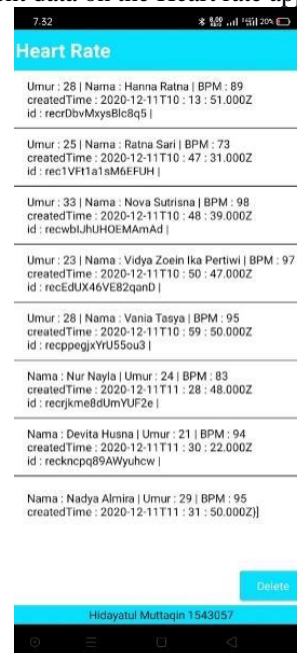 7.32
20%
Heart Rate
Umur : 28 | Nama : Hanna Ratna | BPM : 89
createdTime : 2020-12-11T10 : 13 : 51.000Z
id : recrDbvMxysBlc8q5 |
Umur : 25 | Nama : Ratna Sari | BPM : 73
createdTime : 2020-12-11T10 : 47 : 31.000Z
id : rec1VFt1a1sM6EFUH |
Umur : 33 | Nama : Nova Sutrisna | BPM : 98
createdTime : 2020-12-11T10 : 48 : 39.000Z
id : recwbIJhUHOEMAmAd |
Umur : 23 | Nama : Vidya Zoein Ika Pertiwi | BPM : 97
createdTime : 2020-12-11T10 : 50 : 47.000Z
id : recEdUX46VE82qanD |
Umur : 28 | Nama : Vania Tasya | BPM : 95
createdTime : 2020-12-11T10 : 59 : 50.000Z
id : recppegjxYrU55ou3 |
Nama : Nur Nayla | Umur : 24 | BPM : 83
createdTime : 2020-12-11T11 : 28 : 48.000Z
id : recrjkme8dUmYUF2e |
Nama : Devita Husna | Umur : 21 | BPM : 94
createdTime : 2020-12-11T11 : 30 : 22.000Z
id : reckncpq89AWyuhcw |
Nama : Nadya Almira | Umur : 29 | BPM : 95
createdTime : 2020-12-11T11 : 31 : 50.000Z}]
Delete
Hidayatul Muttaqin 1543057